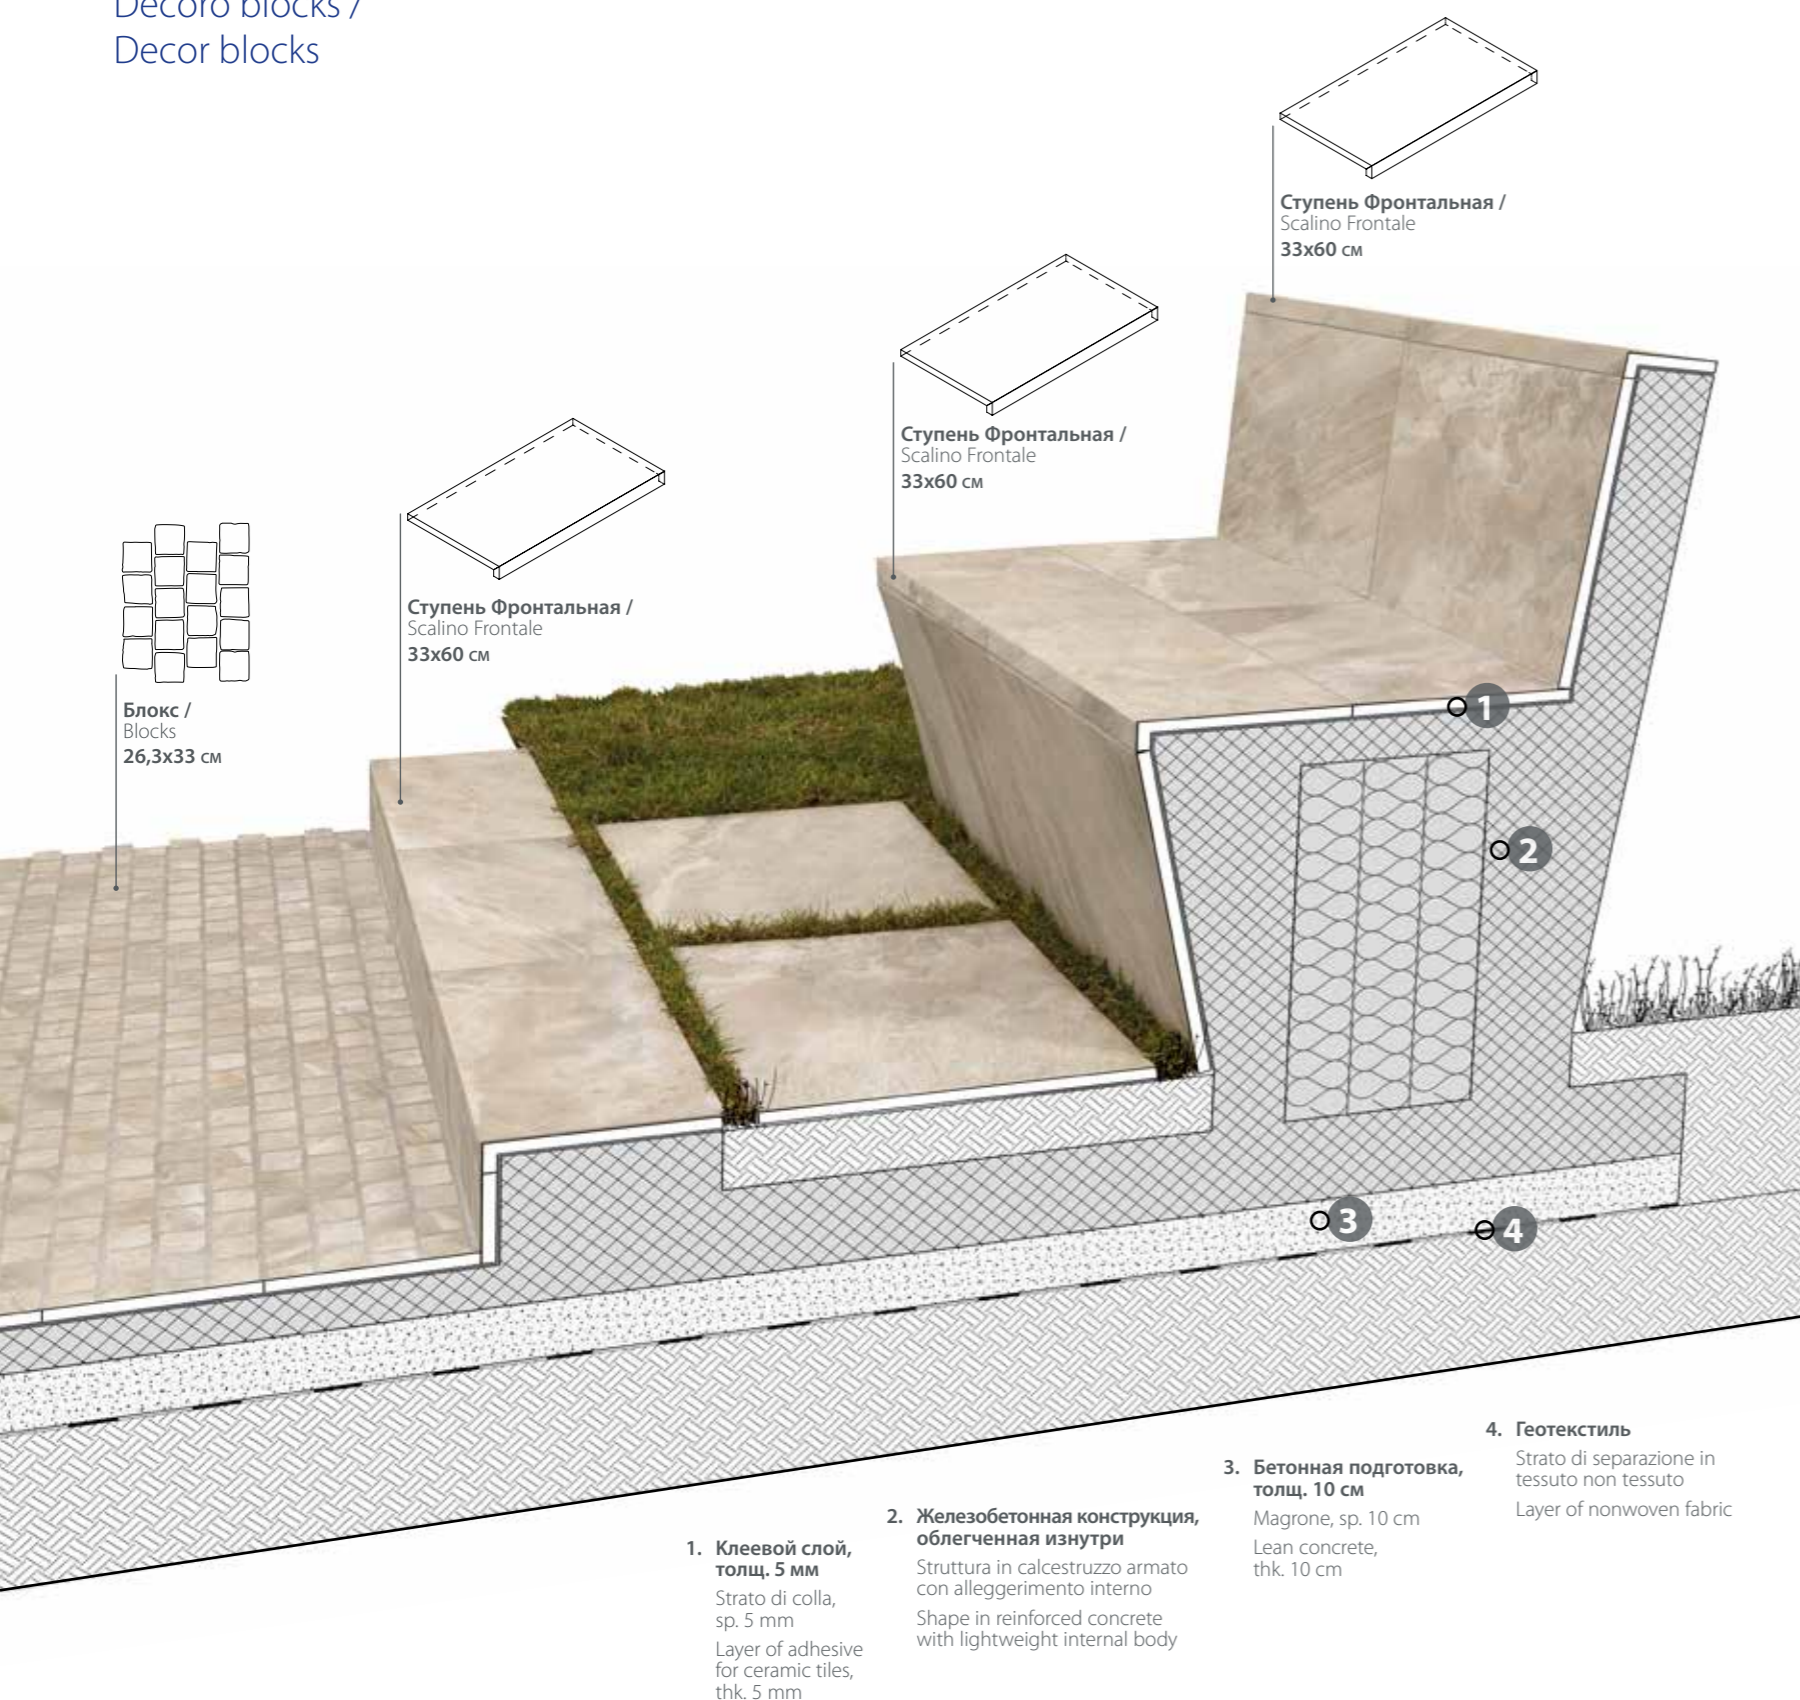 Decoro blocks /
Decor blocks
Ступень Фронтальная /
Scalino Frontale
33x60 см
Ступень Фронтальная /
Scalino Frontale
33x60 см
Ступень Фронтальная /
Scalino Frontale
33x60 см
Блокс /
Blocks
26,3x33 см
1
2
3
4
1. Клеевой слой,
толщ. 5 мм
Strato di colla,
sp. 5 mm
Layer of adhesive
for ceramic tiles,
thk. 5 mm
2. Железобетонная конструкция,
облегченная изнутри
Struttura in calcestruzzo armato
con alleggerimento interno
Shape in reinforced concrete
with lightweight internal body
3. Бетонная подготовка,
толщ. 10 см
Magrone, sp. 10 cm
Lean concrete,
thk. 10 cm
4. Геотекстиль
Strato di separazione in
tessuto non tessuto
Layer of nonwoven fabric